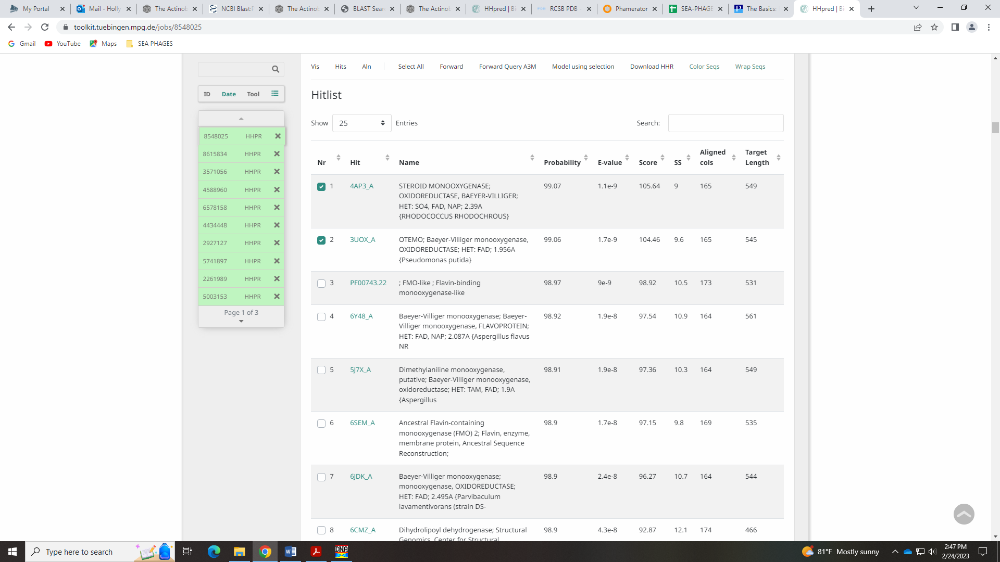 My Portal
Mail - Holly
The Actinob
NCBI Blast:P
The Actinob
BLAST Sear
The Actinob
HHpred | Bi
RCSB PDB -
Phamerator
SEA-PHAGE
The Basics:
HHpred | Bi
toolkit.tuebingen.mpg.de/jobs/8548025
Gmail YouTube Maps SEA PHAGES
Vis Hits Aln Select All Forward Forward Query A3M Model using selection Download HHR Color Seqs Wrap Seqs
ID Date Tool
8548025 HHPR
8615834 HHPR
3571056 HHPR
4588960 HHPR
6578158 HHPR
4434448 HHPR
2927127 HHPR
5741897 HHPR
2261989 HHPR
5003153 HHPR
Page 1 of 3
Hitlist
Show 25 Entries Search:
Nr Hit Name Probability E-value Score SS Aligned cols Target Length
1 4AP3_A STEROID MONOOXYGENASE; 99.07 1.1e-9 105.64 9 165 549
OXIDOREDUCTASE, BAEYER-VILLIGER;
HET: SO4, FAD, NAP; 2.39A
{RHODOCOCCUS RHODOCHROUS}
2 3UOX_A OTEMO; Baeyer-Villiger monooxygenase, 99.06 1.7e-9 104.46 9.6 165 545
OXIDOREDUCTASE; HET: FAD; 1.956A
{Pseudomonas putida}
3 PF00743.22 ; FMO-like ; Flavin-binding 98.97 9e-9 98.92 10.5 173 531
monooxygenase-like
4 6Y48_A Baeyer-Villiger monooxygenase; Baeyer- 98.92 1.9e-8 97.54 10.9 164 561
Villiger monooxygenase, FLAVOPROTEIN;
HET: FAD, NAP; 2.087A {Aspergillus flavus
NR
5 5J7X_A Dimethylaniline monooxygenase, 98.91 1.9e-8 97.36 10.3 164 549
putative; Baeyer-Villiger monooxygenase,
oxidoreductase; HET: TAM, FAD; 1.9A
{Aspergillus
6 6SEM_A Ancestral Flavin-containing 98.9 1.7e-8 97.15 9.8 169 535
monooxygenase (FMO) 2; Flavin, enzyme,
membrane protein, Ancestral Sequence
Reconstruction;
7 6JDK_A Baeyer-Villiger monooxygenase; 98.9 2.4e-8 96.27 10.7 164 544
monooxygenase, OXIDOREDUCTASE;
HET: FAD; 2.495A {Parvibaculum
lavamentivorans (strain DS-
8 6CMZ_A Dihydrolipoyl dehydrogenase; Structural 98.9 4.3e-8 92.87 12.1 174 466
Genomics, Center for Structural
Type here to search
DNA
81°F Mostly sunny
2:47 PM
2/24/2023